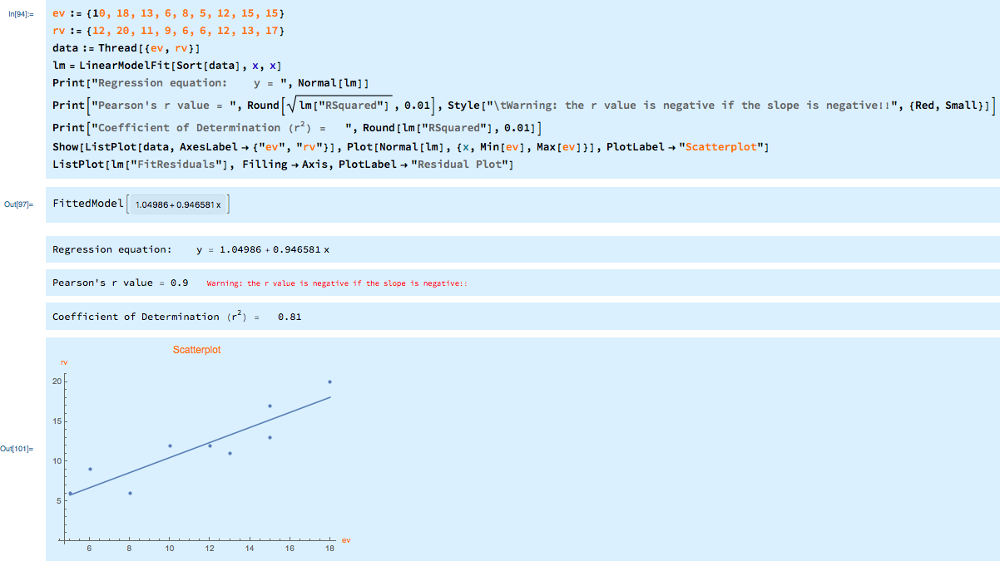 In[94]:= ev := {10, 18, 13, 6, 8, 5, 12, 15, 15}
rv := {12, 20, 11, 9, 6, 6, 12, 13, 17}
data := Thread[{ev, rv}]
lm = LinearModelFit[Sort[data], x, x]
Print["Regression equation:    y = ", Normal[lm]]
Print["Pearson's r value = ", Round[√lm["RSquared"], 0.01], Style["\tWarning: the r value is negative if the slope is negative!!", {Red, Small}]]
Print["Coefficient of Determination (r²) =   ", Round[lm["RSquared"], 0.01]]
Show[ListPlot[data, AxesLabel → {"ev", "rv"}], Plot[Normal[lm], {x, Min[ev], Max[ev]}], PlotLabel → "Scatterplot"]
ListPlot[lm["FitResiduals"], Filling → Axis, PlotLabel → "Residual Plot"]
Out[97]= FittedModel[1.04986 + 0.946581 x]
Regression equation:    y = 1.04986 + 0.946581 x
Pearson's r value = 0.9   Warning: the r value is negative if the slope is negative!!
Coefficient of Determination (r²) =   0.81
Scatterplot
rv
20
15
Out[101]=
10
5
6 8 10 12 14 16 18
ev